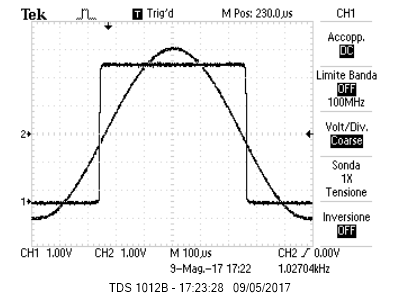 Tek T Trig'd M Pos: 230.0µs CH1
Accopp.
DC
Limite Banda
OFF
100MHz
Volt/Div.
Coarse
2
Sonda
1X
Tensione
1
Inversione
OFF
CH1 1.00V CH2 1.00V M 100µs CH2 0.00V
9-Mag.-17 17:22 1.02704kHz
TDS 1012B - 17:23:28 09/05/2017